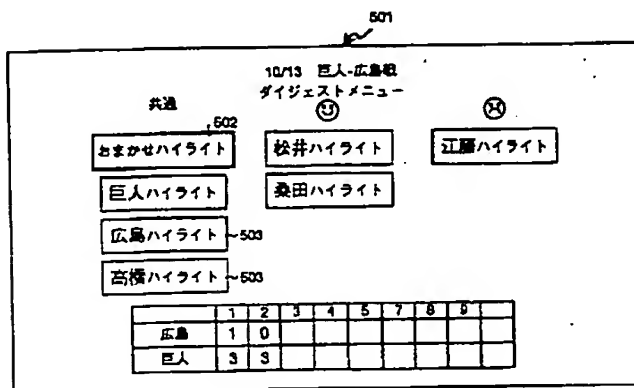 501
10/13 巨人-広島戦
ダイジェストメニュー
共通
502
おまかせハイライト 松井ハイライト 江藤ハイライト
巨人ハイライト 桑田ハイライト
広島ハイライト 503
高橋ハイライト 503
1 2 3 4 5 7 8 9
広島 1 0
巨人 3 3